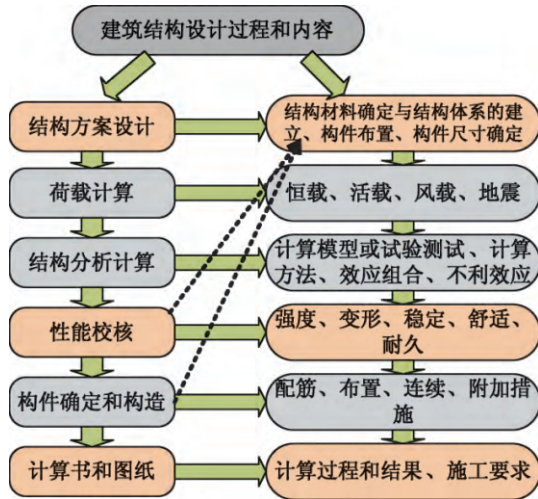 建筑结构设计过程和内容
结构方案设计
结构材料确定与结构体系的建
立、构件布置、构件尺寸确定
荷载计算
恒载、活载、风载、地震
结构分析计算
计算模型或试验测试、计算
方法、效应组合、不利效应
性能校核
强度、变形、稳定、舒适、
耐久
构件确定和构造
配筋、布置、连续、附加措
施
计算书和图纸
计算过程和结果、施工要求